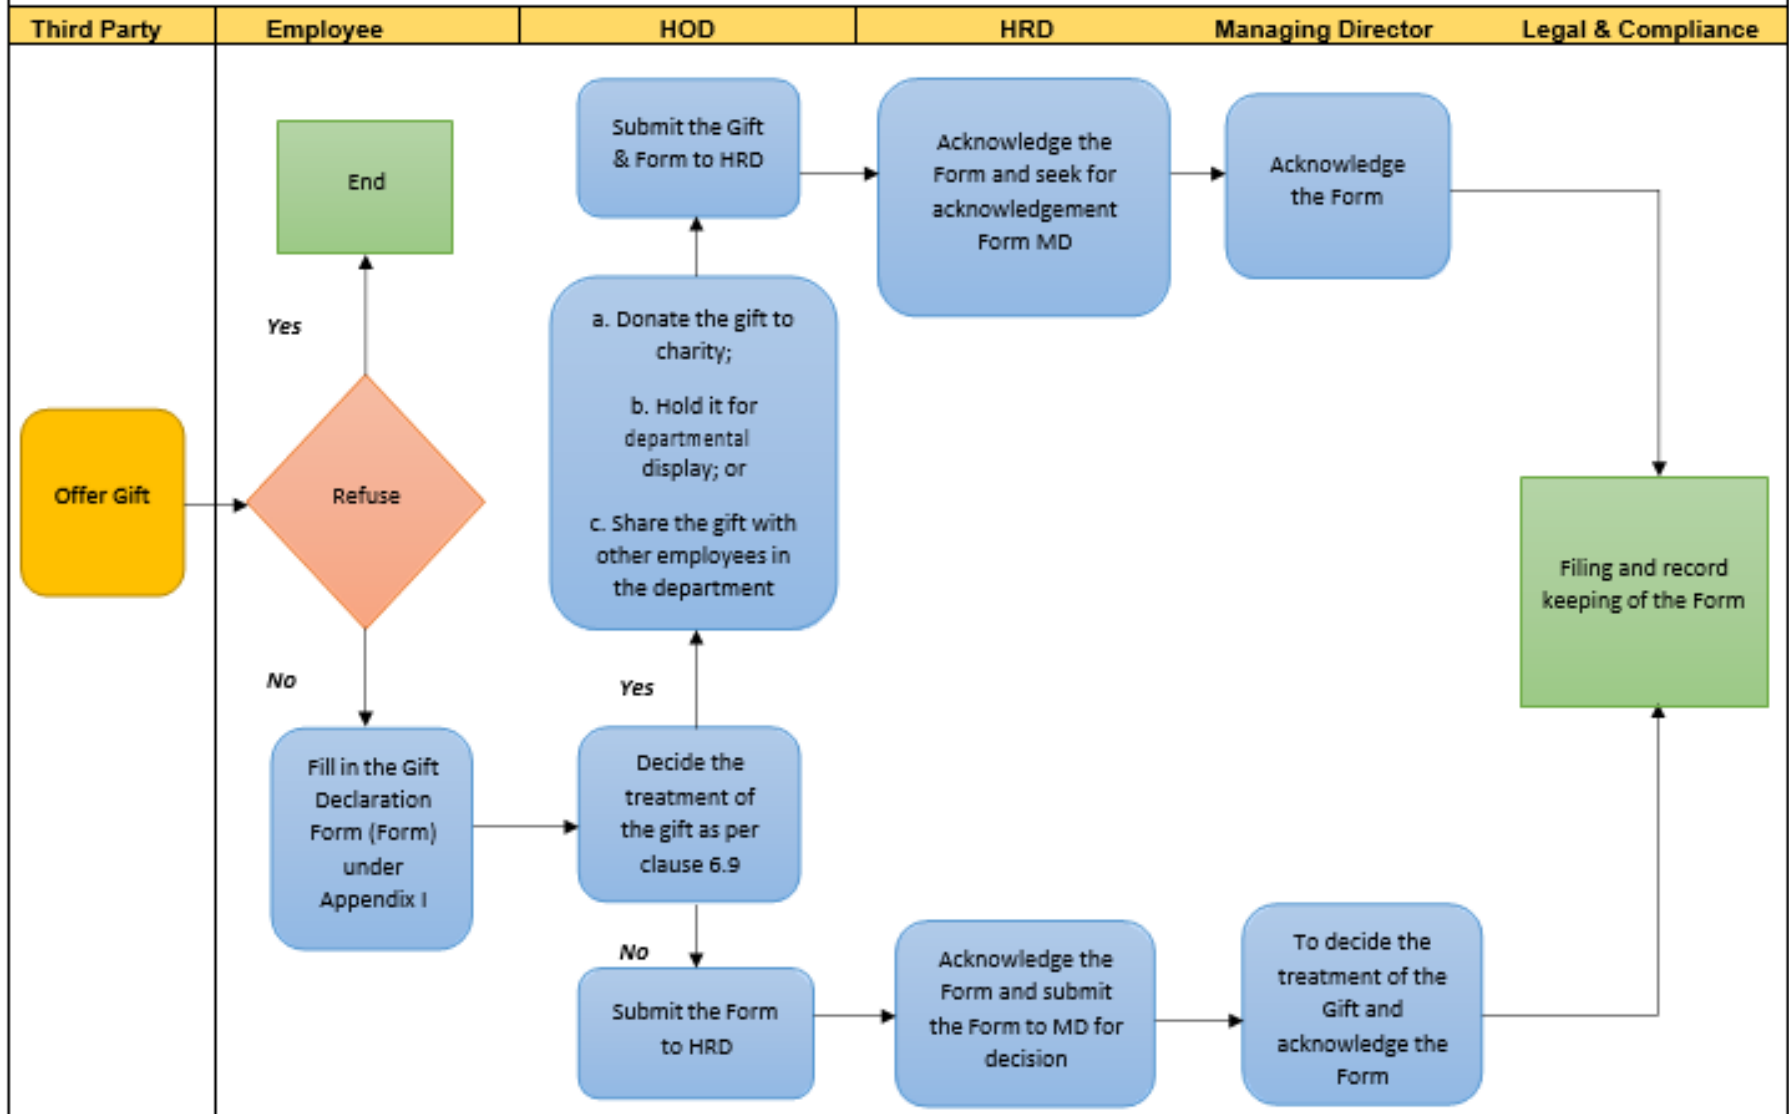 Third Party
Employee
HOD
HRD
Managing Director
Legal & Compliance
Submit the Gift
& Form to HRD
Acknowledge the
Form and seek for
acknowledgement
Form MD
Acknowledge
the Form
End
Yes
a. Donate the gift to
charity;
b. Hold it for
departmental
display; or
c. Share the gift with
other employees in
the department
Offer Gift
Refuse
Filing and record
keeping of the Form
No
Yes
Fill in the Gift
Declaration
Form (Form)
under
Appendix I
Decide the
treatment of
the gift as per
clause 6.9
No
Submit the Form
to HRD
Acknowledge the
Form and submit
the Form to MD for
decision
To decide the
treatment of the
Gift and
acknowledge the
Form